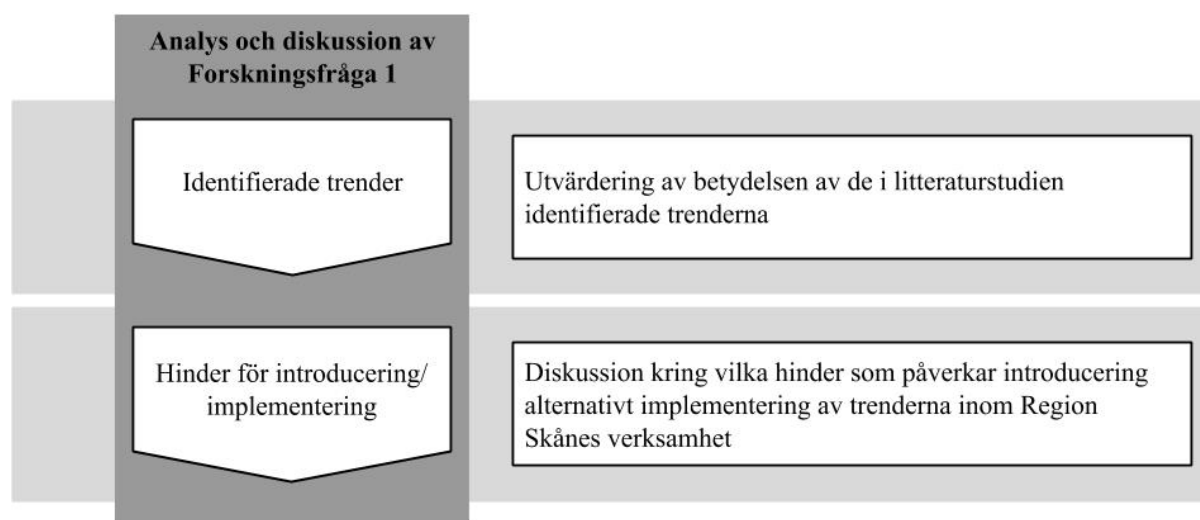 Analys och diskussion av
Forskningsfråga 1
Identifierade trender
Utvärdering av betydelsen av de i litteraturstudien
identifierade trenderna
Hinder för introducering/
implementering
Diskussion kring vilka hinder som påverkar introducering
alternativt implementering av trenderna inom Region
Skånes verksamhet